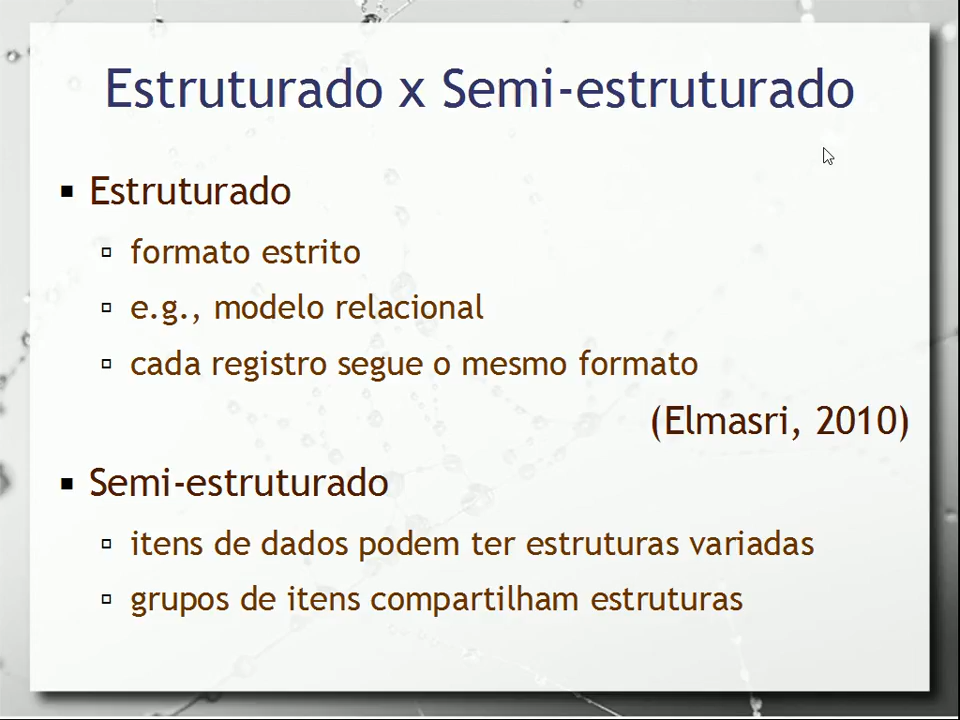 Estruturado x Semi-estruturado
Estruturado
formato estrito
e.g., modelo relacional
cada registro segue o mesmo formato
(Elmasri, 2010)
Semi-estruturado
itens de dados podem ter estruturas variadas
grupos de itens compartilham estruturas